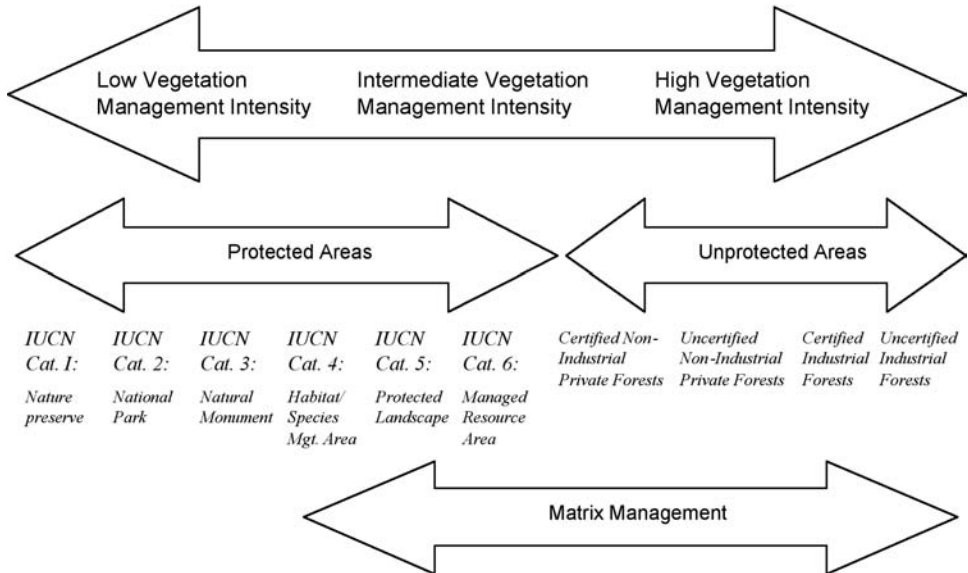 Low Vegetation
Management Intensity
Intermediate Vegetation
Management Intensity
High Vegetation
Management Intensity
Protected Areas
Unprotected Areas
IUCN
Cat. 1:
Nature
preserve
IUCN
Cat. 2:
National
Park
IUCN
Cat. 3:
Natural
Monument
IUCN
Cat. 4:
Habitat/
Species
Mgt. Area
IUCN
Cat. 5:
Protected
Landscape
IUCN
Cat. 6:
Managed
Resource
Area
Certified Non-
Industrial
Private Forests
Uncertified
Non-Industrial
Private Forests
Certified
Industrial
Forests
Uncertified
Industrial
Forests
Matrix Management